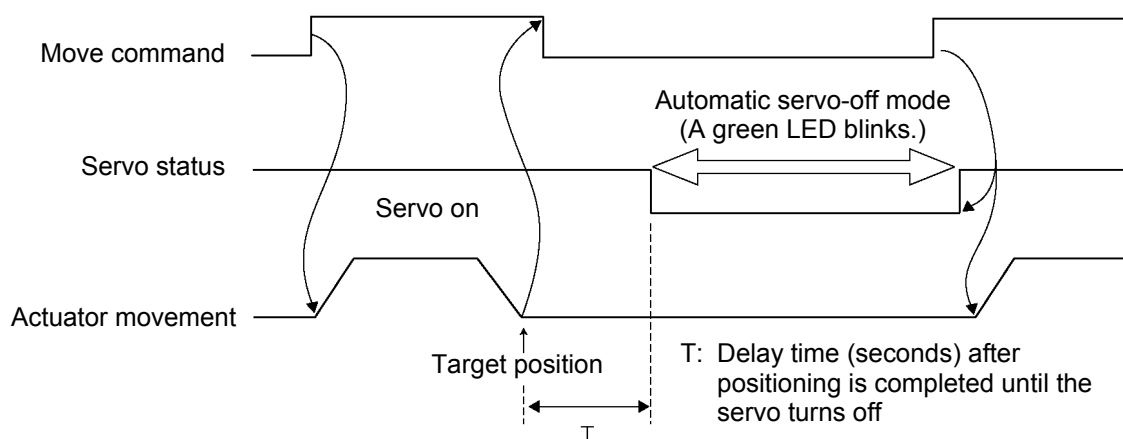 Move command
Automatic servo-off mode
(A green LED blinks.)
Servo status
Servo on
Actuator movement
Target position
T: Delay time (seconds) after
positioning is completed until the
servo turns off
T